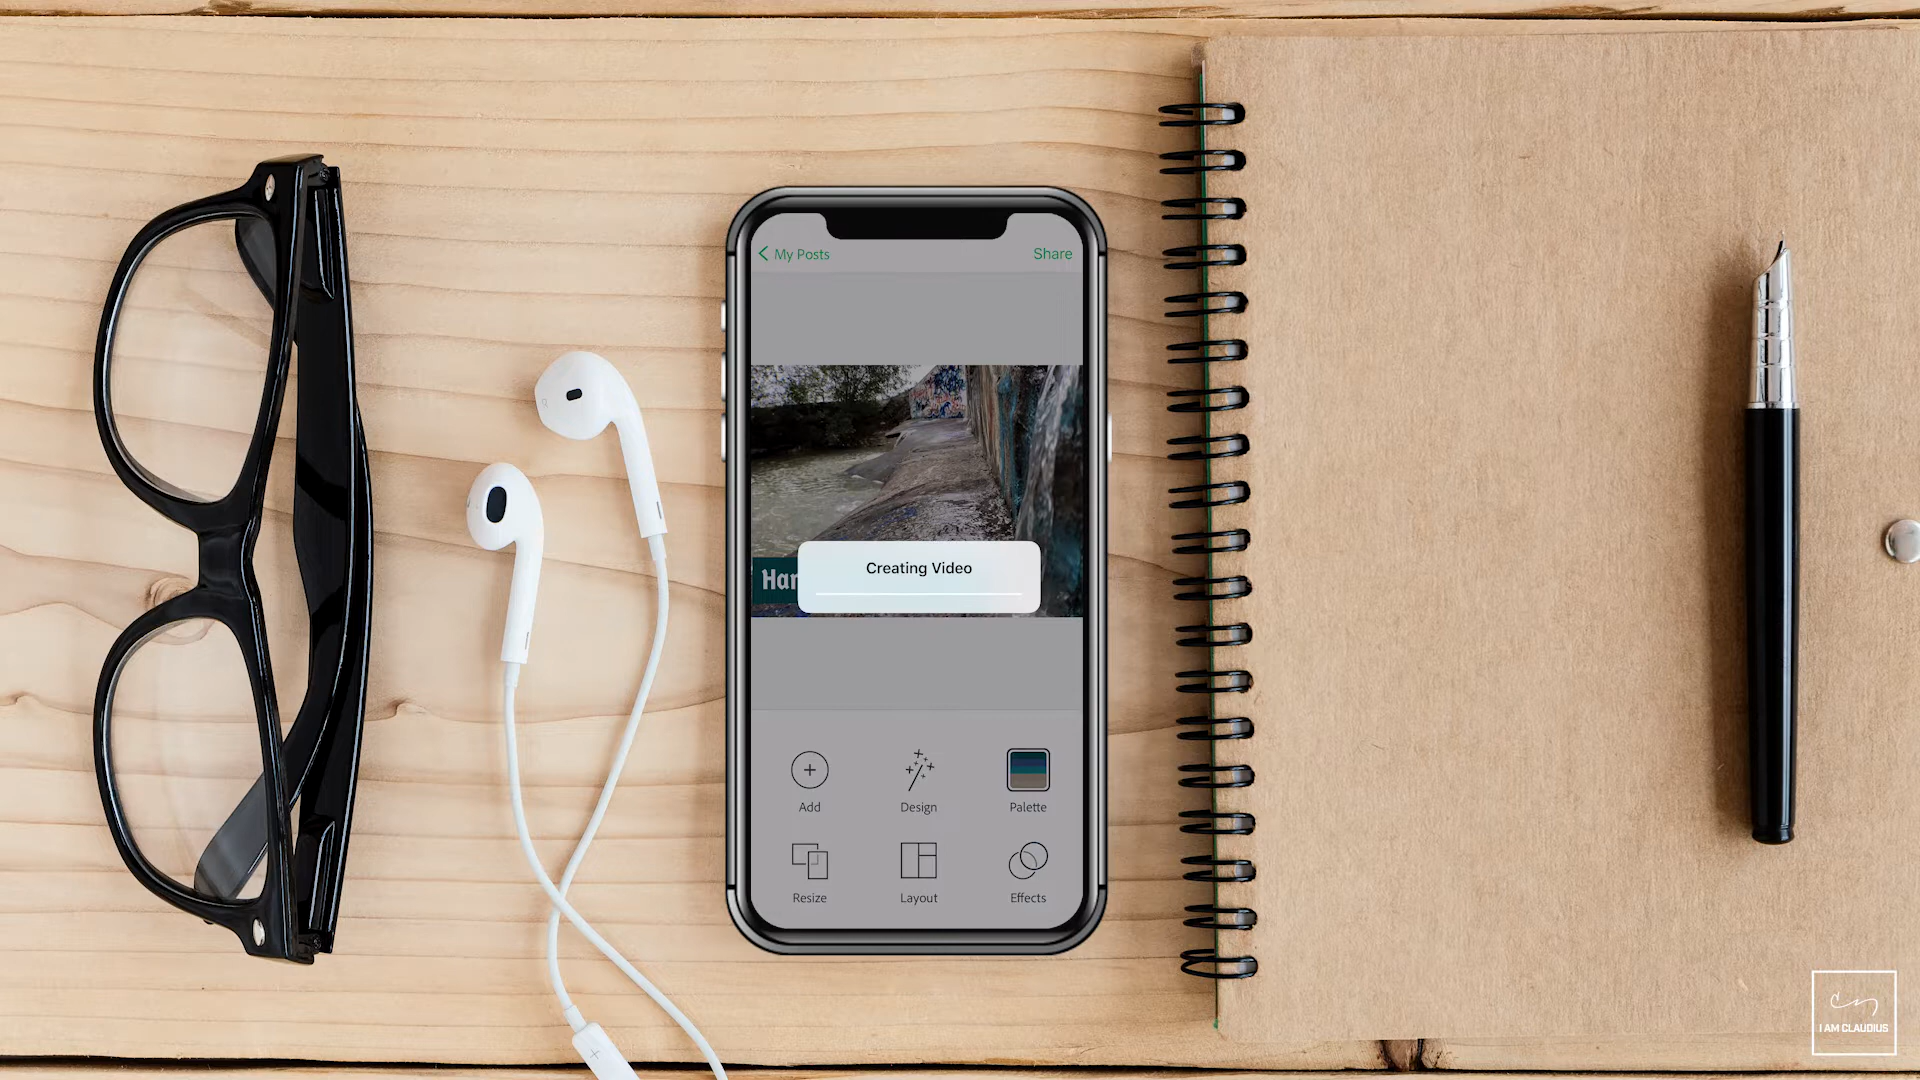 My Posts
Share
Har
Creating Video
Add
Design
Palette
Resize
Layout
Effects
I AM CLAUDIUS